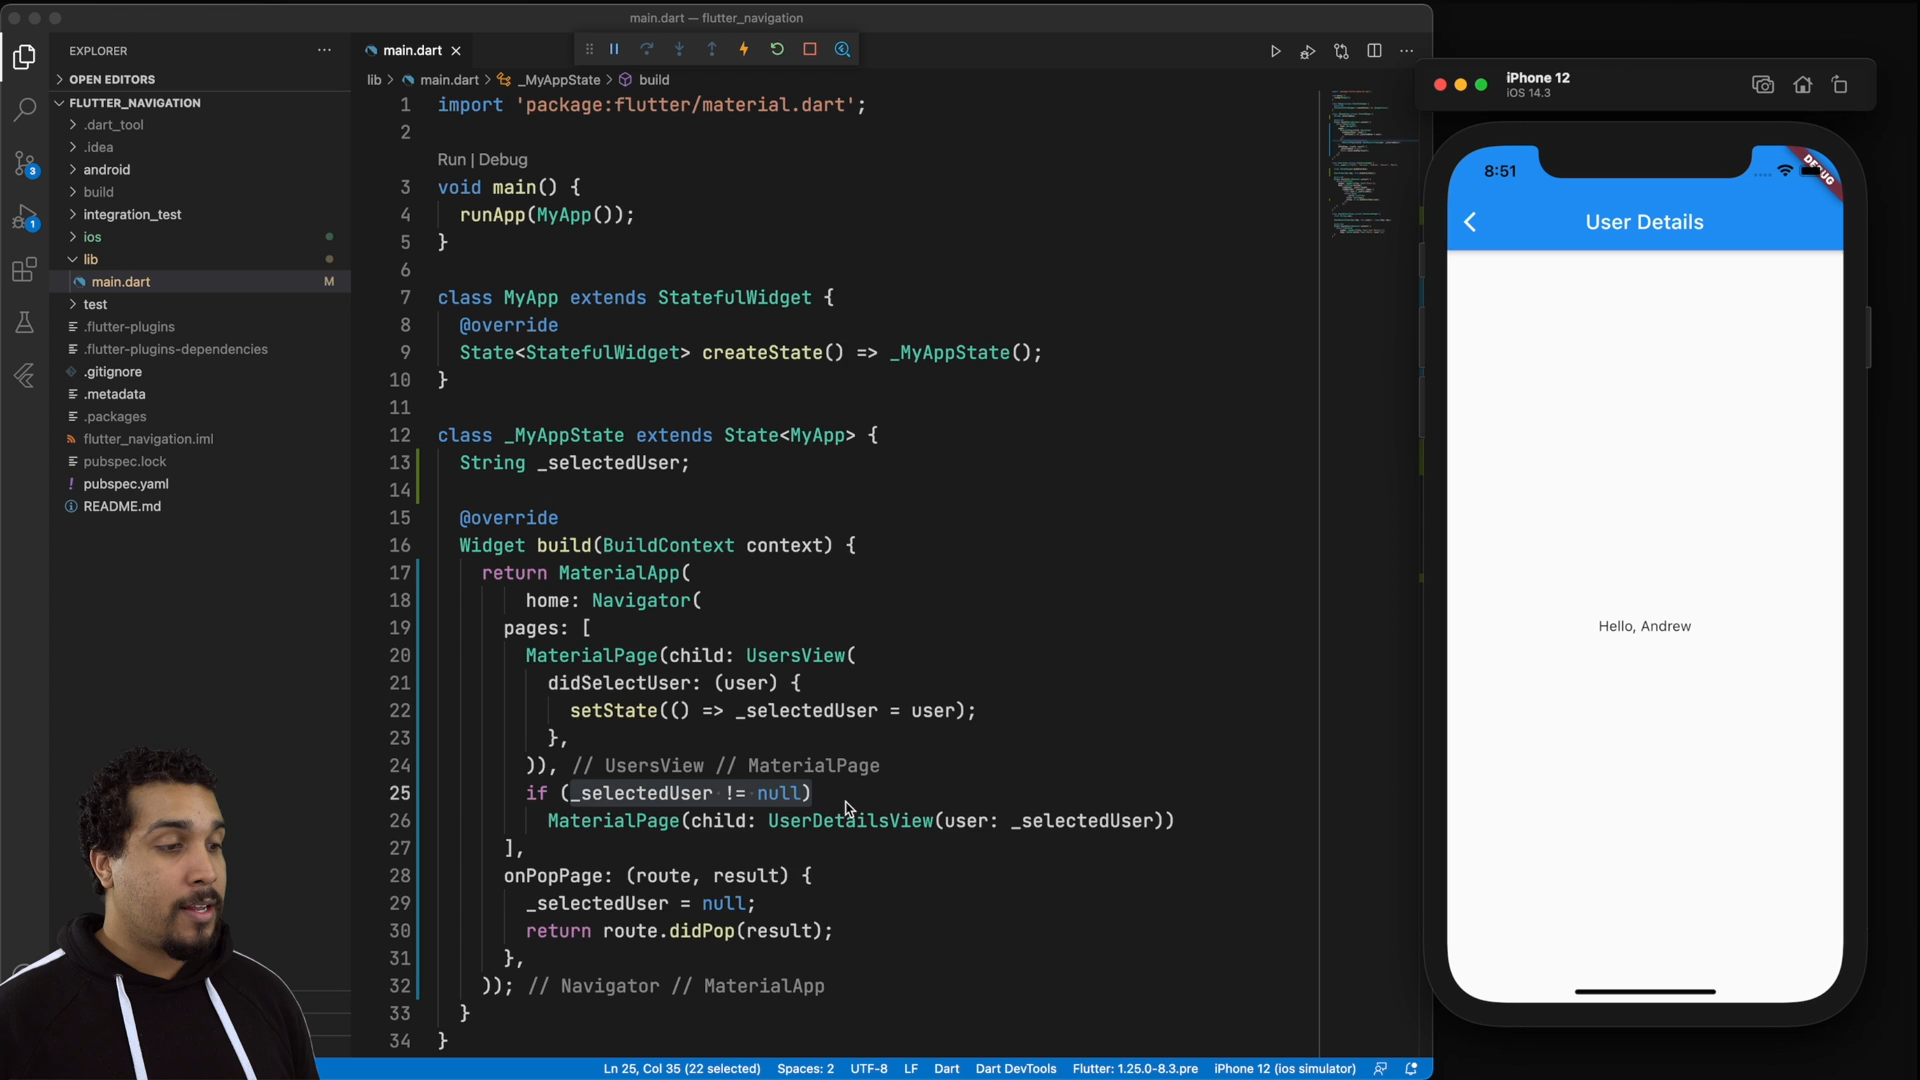 main.dart — flutter_navigation
EXPLORER
OPEN EDITORS
FLUTTER_NAVIGATION
.dart_tool
.idea
android
build
integration_test
ios
lib
main.dart M
test
.flutter-plugins
.flutter-plugins-dependencies
.gitignore
.metadata
.packages
flutter_navigation.iml
pubspec.lock
pubspec.yaml
README.md
3
1
main.dart
lib > main.dart > _MyAppState > build
1 import 'package:flutter/material.dart';
2
Run | Debug
3 void main() {
4 runApp(MyApp());
5 }
6
7 class MyApp extends StatefulWidget {
8 @override
9 State<StatefulWidget> createState() => _MyAppState();
10 }
11
12 class _MyAppState extends State<MyApp> {
13 String _selectedUser;
14
15 @override
16 Widget build(BuildContext context) {
17 return MaterialApp(
18 home: Navigator(
19 pages: [
20 MaterialPage(child: UsersView(
21 didSelectUser: (user) {
22 setState(() => _selectedUser = user);
23 },
24 )), // UsersView // MaterialPage
25 if (_selectedUser != null)
26 MaterialPage(child: UserDetailsView(user: _selectedUser))
27 ],
28 onPopPage: (route, result) {
29 _selectedUser = null;
30 return route.didPop(result);
31 },
32 )); // Navigator // MaterialApp
33 }
34 }
Ln 25, Col 35 (22 selected) Spaces: 2 UTF-8 LF Dart Dart DevTools Flutter: 1.25.0-8.3.pre iPhone 12 (ios simulator)
iPhone 12
iOS 14.3
8:51
DEBUG
User Details
Hello, Andrew